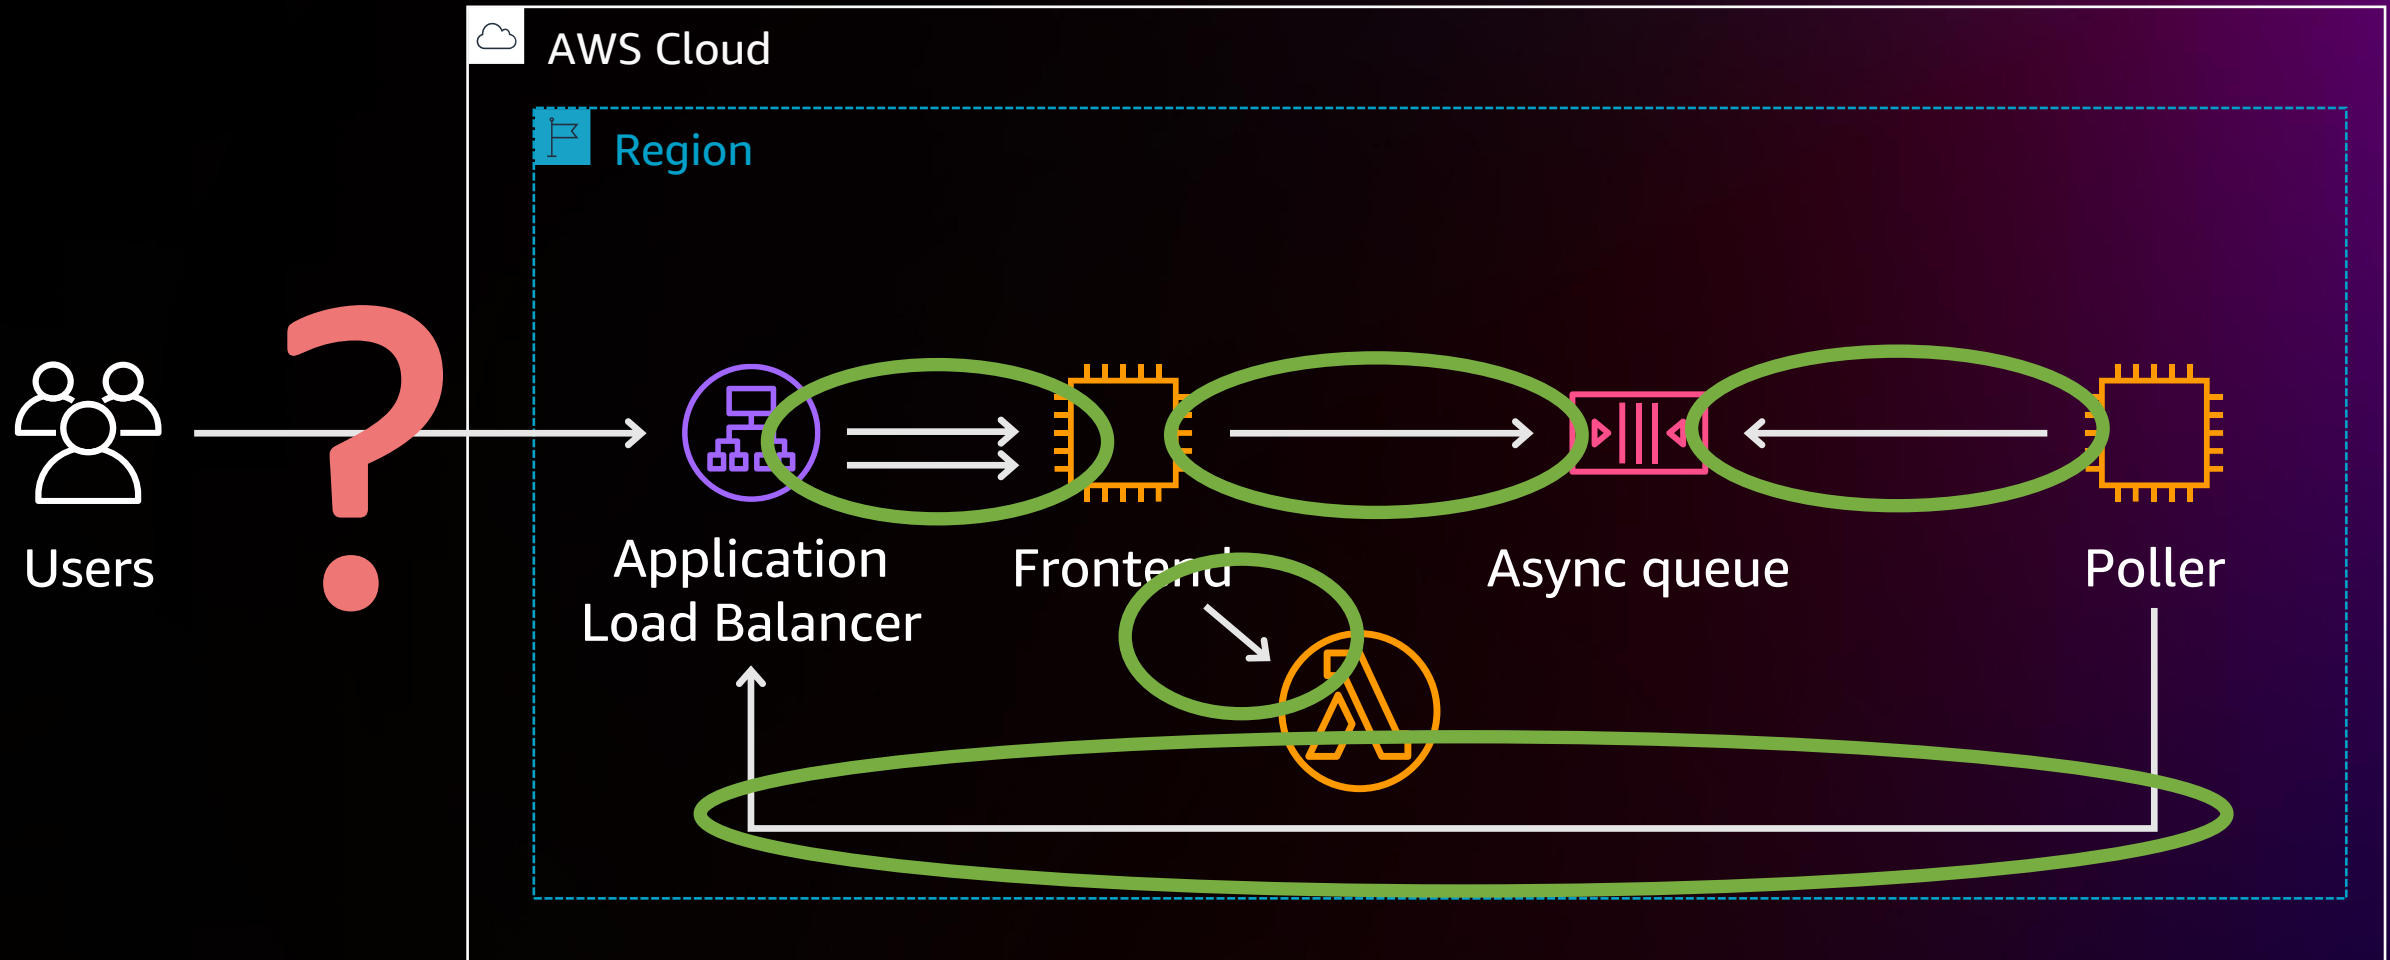 AWS Cloud
Region
?
Users
Application
Load Balancer
Frontend
Async queue
Poller